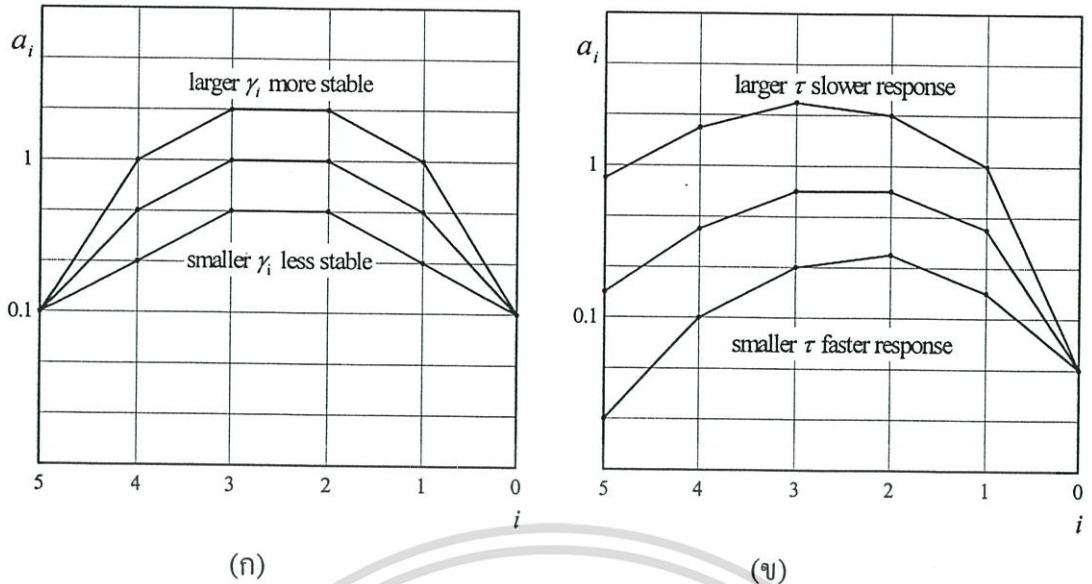 a_i
larger γ_i more stable
1
smaller γ_i less stable
0.1
5 4 3 2 1 0
i
(ก)
a_i
larger τ slower response
1
0.1
smaller τ faster response
5 4 3 2 1 0
i
(ข)